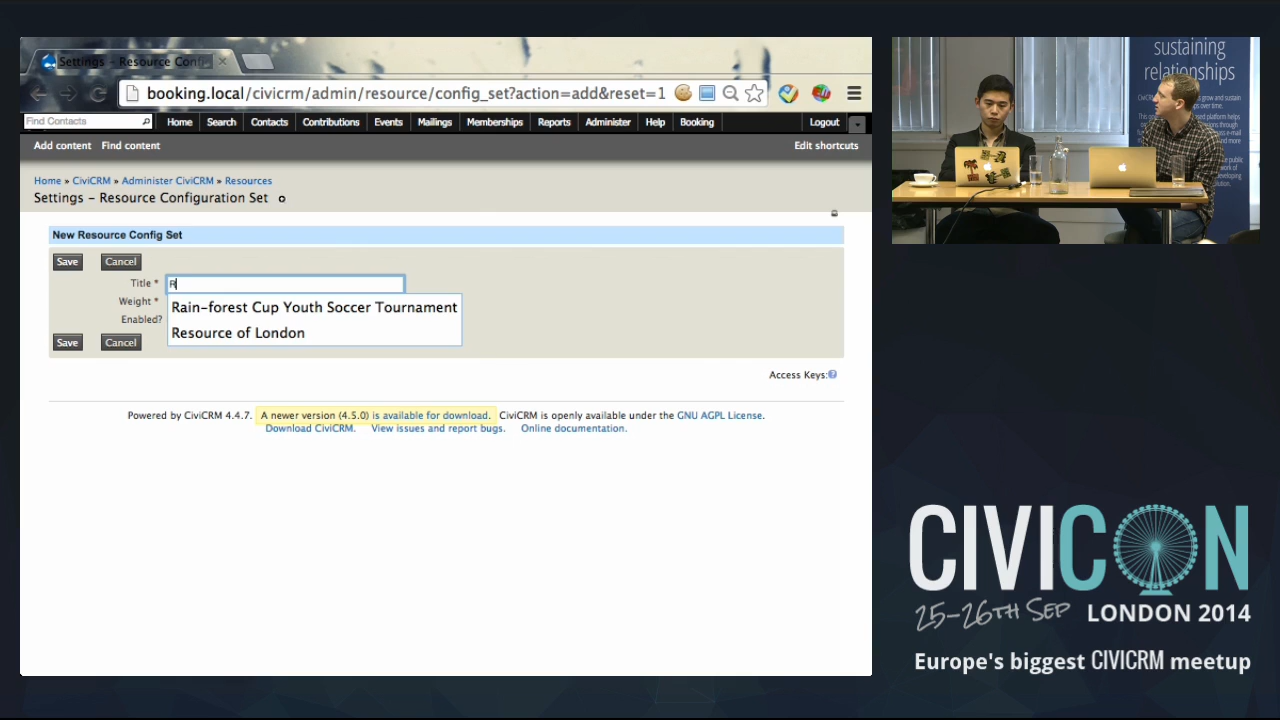 Settings – Resource Conf
booking.local/civicrm/admin/resource/config_set?action=add&reset=1
Find Contacts
Home Search Contacts Contributions Events Mailings Memberships Reports Administer Help Booking Logout
Add content Find content Edit shortcuts
Home » CiviCRM » Administer CiviCRM » Resources
Settings – Resource Configuration Set
New Resource Config Set
Save Cancel
Title * R
Weight *
Enabled?
Rain-forest Cup Youth Soccer Tournament
Resource of London
Save Cancel
Access Keys:
Powered by CiviCRM 4.4.7. A newer version (4.5.0) is available for download. CiviCRM is openly available under the GNU AGPL License.
Download CiviCRM. View issues and report bugs. Online documentation.
sustaining
relationships
CIVICON
25-26TH SEP LONDON 2014
Europe's biggest CIVICRM meetup